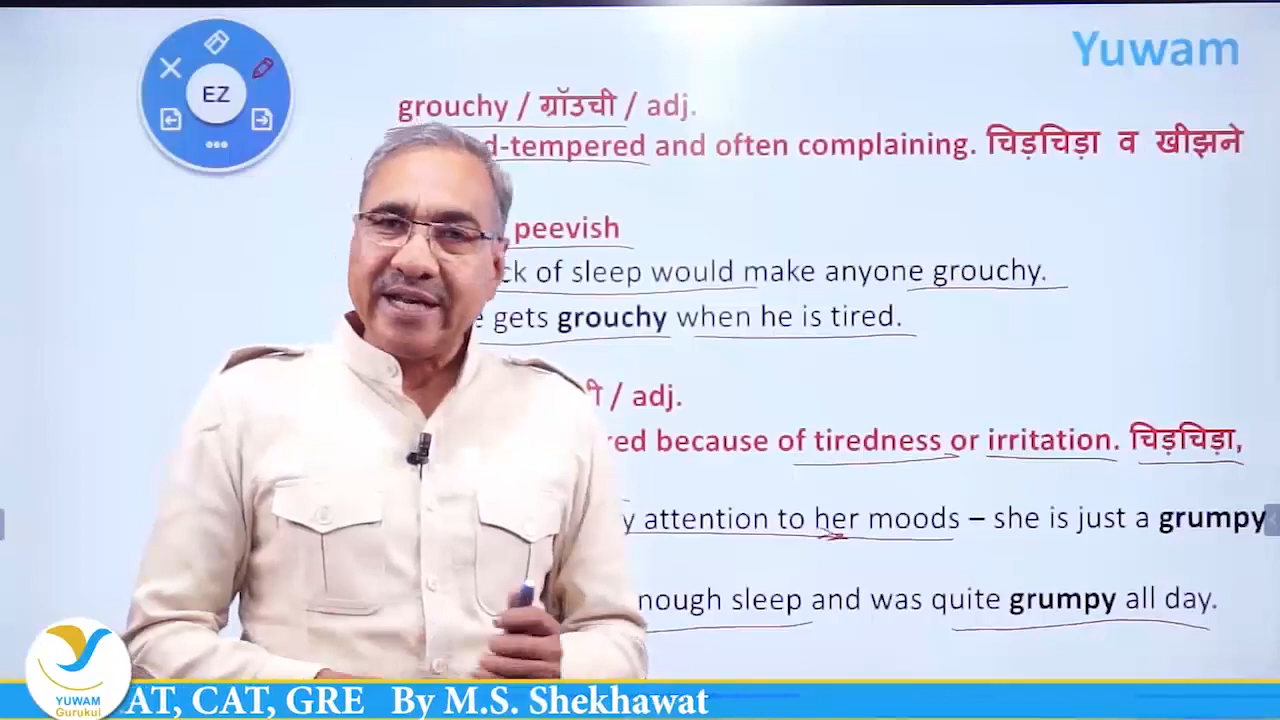 Yuwam
EZ
grouchy / ग्रॉउची / adj.
d-tempered and often complaining. चिड़चिड़ा व खीझने
peevish
ck of sleep would make anyone grouchy.
e gets grouchy when he is tired.
/ adj.
red because of tiredness or irritation. चिड़चिड़ा,
y attention to her moods – she is just a grumpy
nough sleep and was quite grumpy all day.
YUWAM
Gurukul
AT, CAT, GRE By M.S. Shekhawat